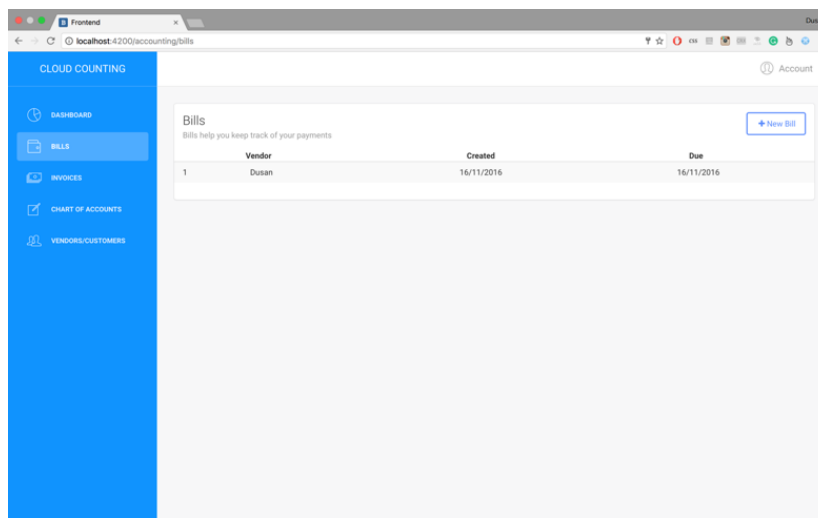 Frontend
Dus
localhost:4200/accounting/bills
CLOUD COUNTING
Account
DASHBOARD
BILLS
INVOICES
CHART OF ACCOUNTS
VENDORS/CUSTOMERS
Bills
Bills help you keep track of your payments
+ New Bill
Vendor Created Due
1 Dusan 16/11/2016 16/11/2016